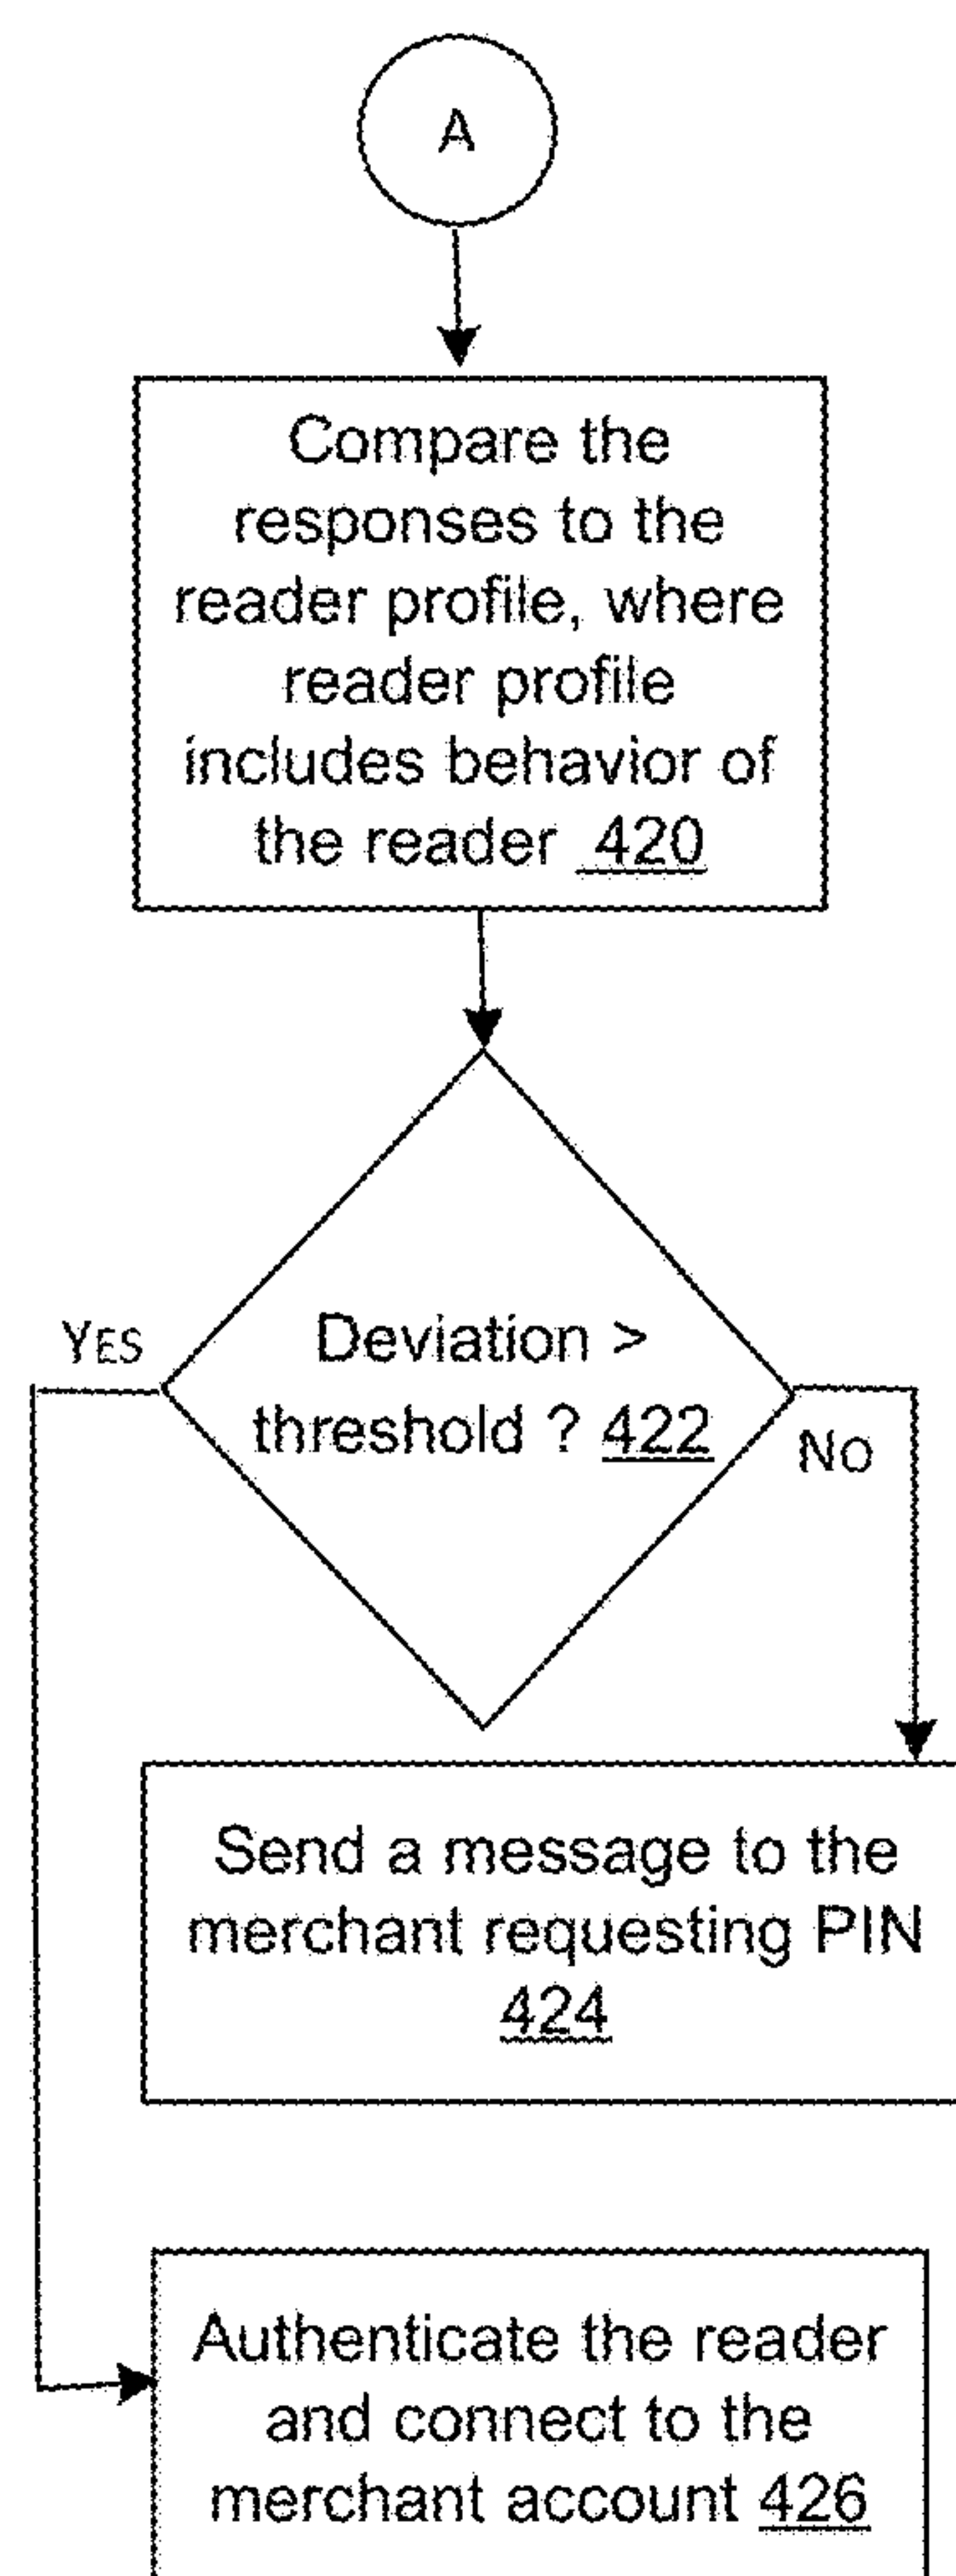 A
Compare the
responses to the
reader profile, where
reader profile
includes behavior of
the reader 420
Deviation >
threshold ? 422
YES
NO
Send a message to the
merchant requesting PIN
424
Authenticate the reader
and connect to the
merchant account 426